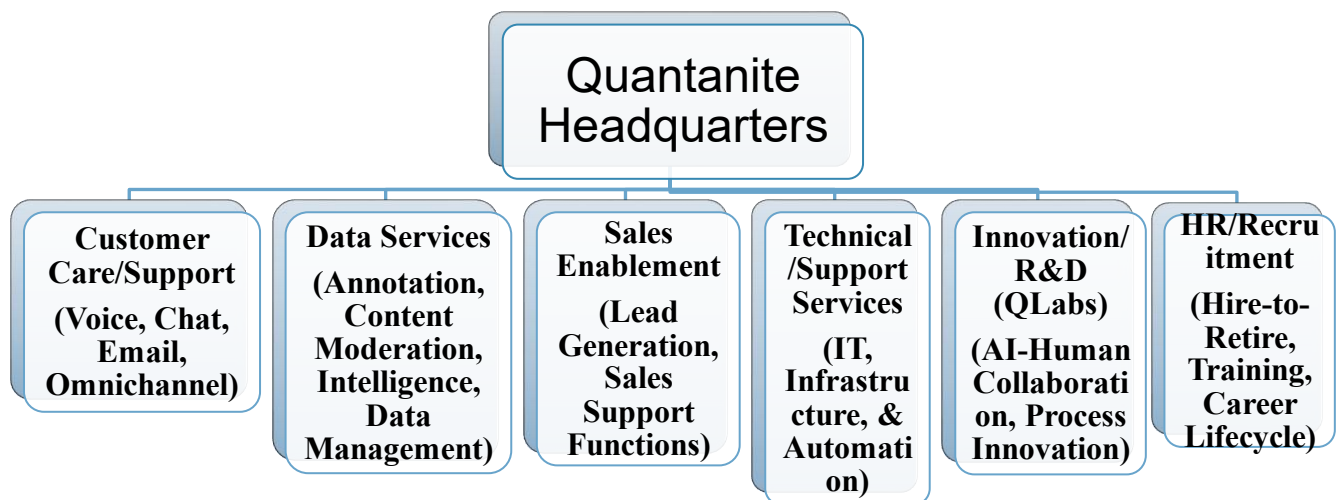 Quantanite
Headquarters
Customer
Care/Support
(Voice, Chat,
Email,
Omnichannel)
Data Services
(Annotation,
Content
Moderation,
Intelligence,
Data
Management)
Sales
Enablement
(Lead
Generation,
Sales
Support
Functions)
Technical
/Support
Services
(IT,
Infrastru
cture, &
Automati
on)
Innovation/
R&D
(QLabs)
(AI-Human
Collaborati
on, Process
Innovation)
HR/Recru
itment
(Hire-to-
Retire,
Training,
Career
Lifecycle)